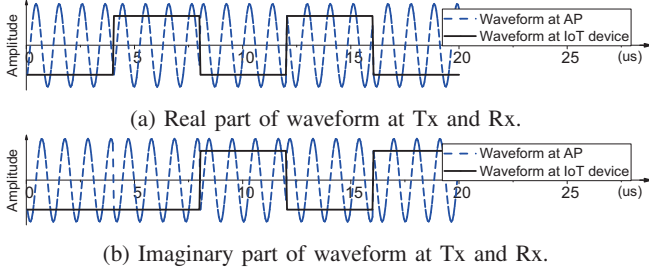 Amplitude
Waveform at AP
Waveform at IoT device
0 5 10 15 20 25 (us)
(a) Real part of waveform at Tx and Rx.
Amplitude
Waveform at AP
Waveform at IoT device
0 5 10 15 20 25 (us)
(b) Imaginary part of waveform at Tx and Rx.